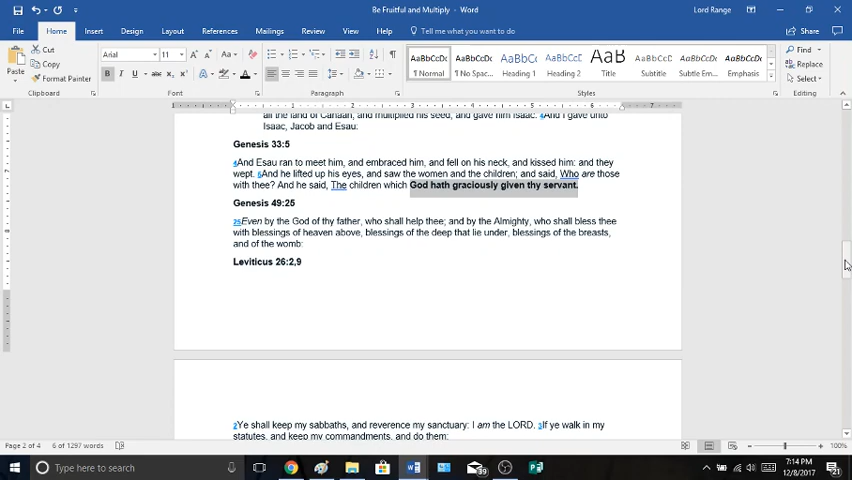 Be Fruitful and Multiply - Word
Lord Range
File Home Insert Draw Design Layout References Mailings Review View Help Tell me what you want to do
Share
Cut
Copy
Format Painter
Paste
Clipboard
Arial 11
Font
Paragraph
AaBbCcDc AaBbCcDc AaBbCc AaBbCcC AaB AaBbCcD AaBbCcDc AaBbCcDc
¶ Normal ¶ No Spac... Heading 1 Heading 2 Title Subtitle Subtle Em... Emphasis
Styles
Find
Replace
Select
Editing
all the land of Canaan, and multiplied his seed, and gave him Isaac. 4And I gave unto
Isaac, Jacob and Esau:
Genesis 33:5
4And Esau ran to meet him, and embraced him, and fell on his neck, and kissed him: and they
wept. 5And he lifted up his eyes, and saw the women and the children; and said, Who are those
with thee? And he said, The children which God hath graciously given thy servant.
Genesis 49:25
25Even by the God of thy father, who shall help thee; and by the Almighty, who shall bless thee
with blessings of heaven above, blessings of the deep that lie under, blessings of the breasts,
and of the womb:
Leviticus 26:2,9
2Ye shall keep my sabbaths, and reverence my sanctuary: I am the LORD. 3If ye walk in my
statutes, and keep my commandments, and do them;
Page 2 of 4 6 of 1297 words
100%
Type here to search
39
7:14 PM
12/8/2017
21